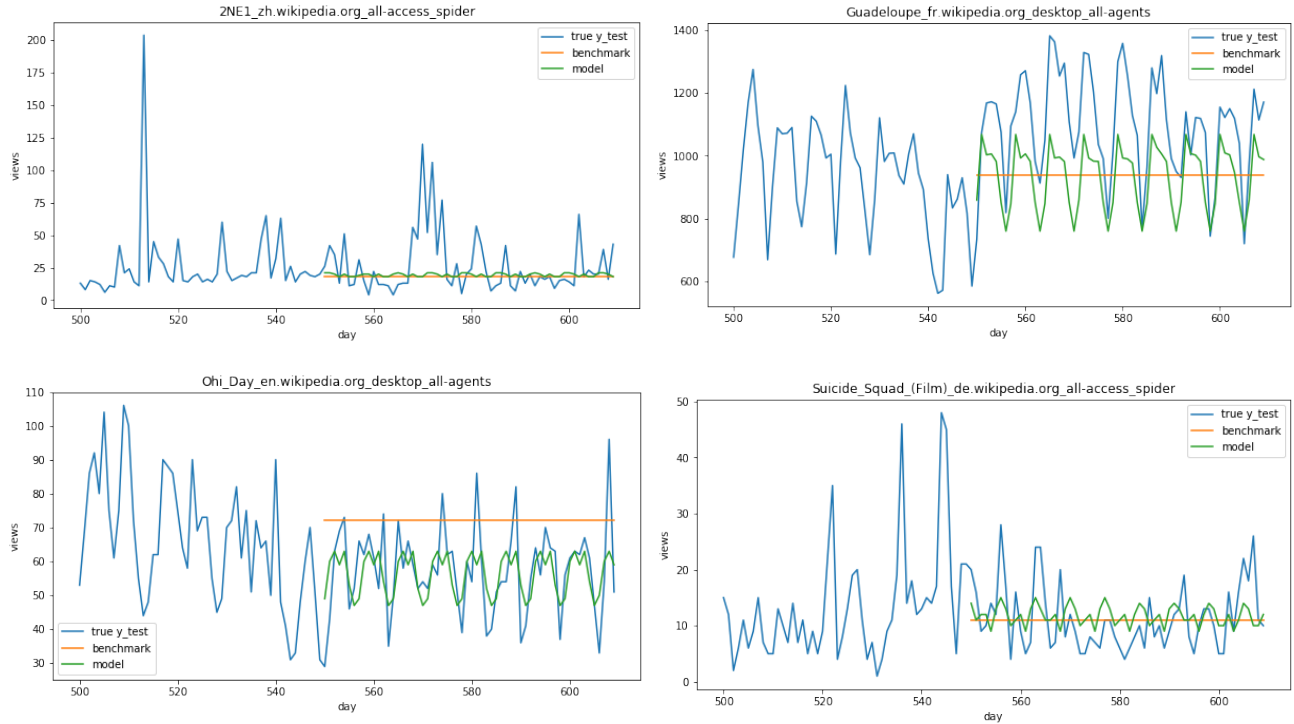 2NE1_zh.wikipedia.org_all-access_spider
200
175
150
125
100
75
50
25
0
views
500
520
540
560
580
600
day
true y_test
benchmark
model
Guadeloupe_fr.wikipedia.org_desktop_all-agents
1400
1200
1000
800
600
views
500
520
540
560
580
600
day
true y_test
benchmark
model
Ohi_Day_en.wikipedia.org_desktop_all-agents
110
100
90
80
70
60
50
40
30
views
500
520
540
560
580
600
day
true y_test
benchmark
model
Suicide_Squad_(Film)_de.wikipedia.org_all-access_spider
50
40
30
20
10
0
views
500
520
540
560
580
600
day
true y_test
benchmark
model